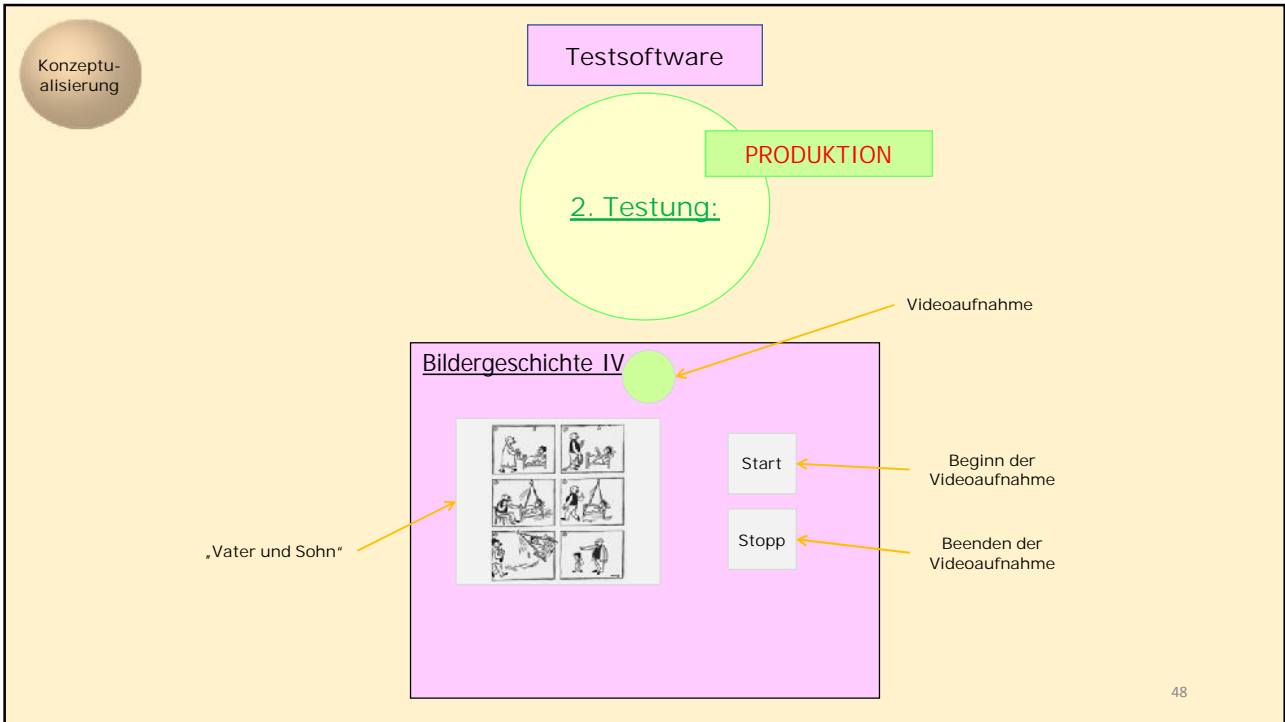 Konzeptu-
alisierung
Testsoftware
PRODUKTION
2. Testung:
Videoaufnahme
Bildergeschichte IV
Start
Beginn der
Videoaufnahme
Stopp
Beenden der
Videoaufnahme
„Vater und Sohn“
48